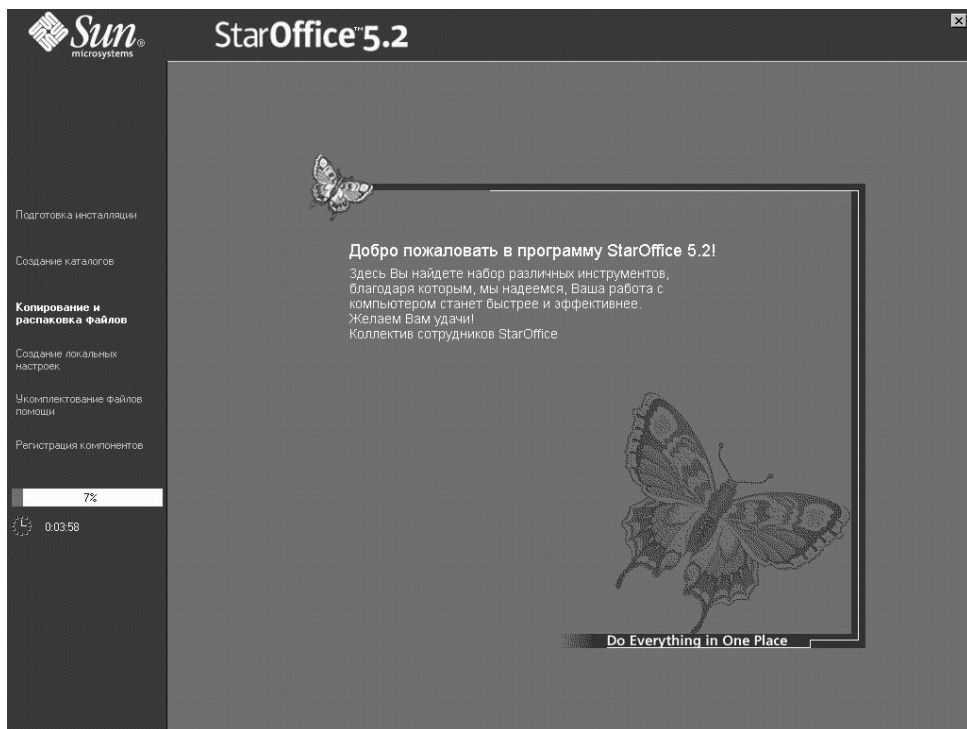 Sun®
microsystems
StarOffice™5.2
Подготовка инсталляции
Создание каталогов
Копирование и
распаковка файлов
Создание локальных
настроек
Укомплектование файлов
помощи
Регистрация компонентов
7%
0:03:58
Добро пожаловать в программу StarOffice 5.2!
Здесь Вы найдете набор различных инструментов,
благодаря которым, мы надеемся, Ваша работа с
компьютером станет быстрее и эффективнее.
Желаем Вам удачи!
Коллектив сотрудников StarOffice
Do Everything in One Place